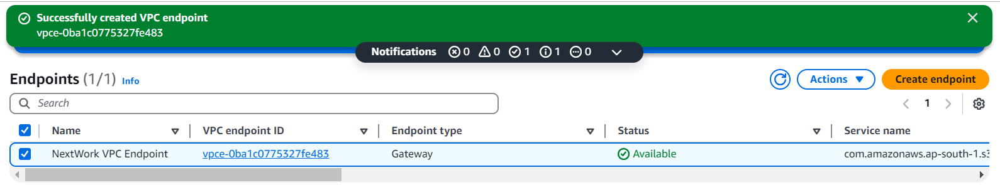 Successfully created VPC endpoint
vpce-0ba1c0775327fe483
Notifications 0 0 1 1 0
Endpoints (1/1) Info Actions Create endpoint
Search 1
Name VPC endpoint ID Endpoint type Status Service name
NextWork VPC Endpoint vpce-0ba1c0775327fe483 Gateway Available com.amazonaws.ap-south-1.s3